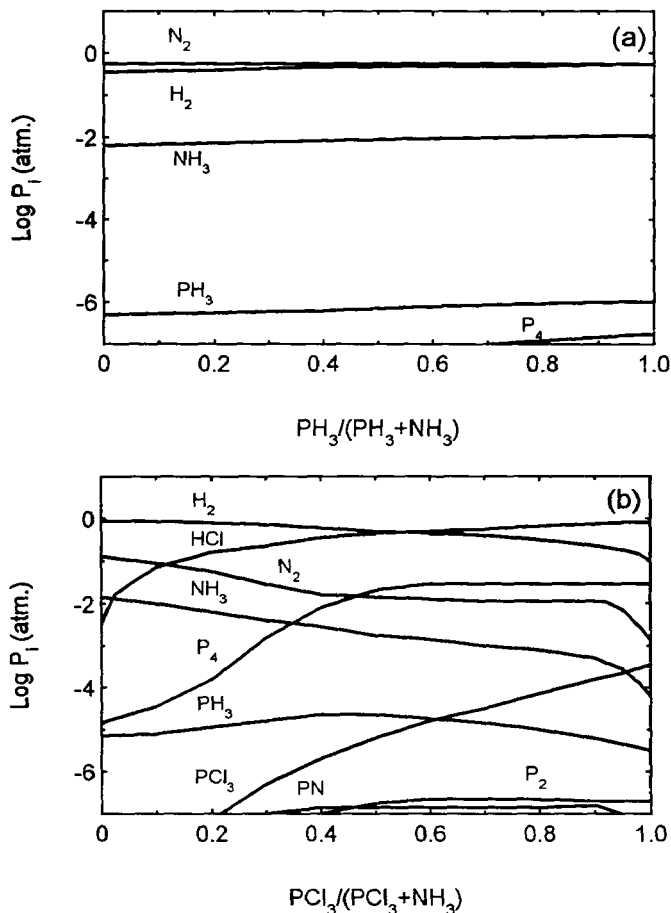 (a)
N₂
H₂
NH₃
PH₃
P₄
0
-2
-4
-6
Log Pᵢ (atm.)
0 0.2 0.4 0.6 0.8 1.0
PH₃/(PH₃+NH₃)
(b)
H₂
HCl
N₂
NH₃
P₄
PH₃
PCl₃
PN
P₂
0
-2
-4
-6
Log Pᵢ (atm.)
0 0.2 0.4 0.6 0.8 1.0
PCl₃/(PCl₃+NH₃)